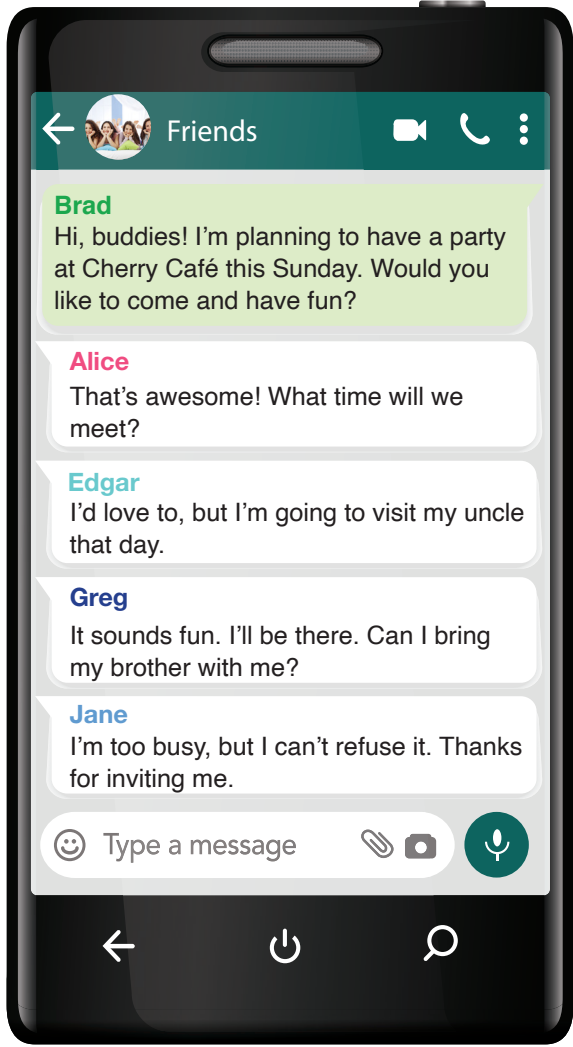 Friends
Brad
Hi, buddies! I’m planning to have a party
at Cherry Café this Sunday. Would you
like to come and have fun?
Alice
That’s awesome! What time will we
meet?
Edgar
I’d love to, but I’m going to visit my uncle
that day.
Greg
It sounds fun. I’ll be there. Can I bring
my brother with me?
Jane
I’m too busy, but I can’t refuse it. Thanks
for inviting me.
Type a message